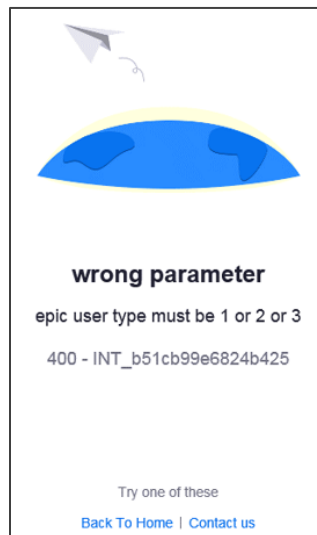 wrong parameter
epic user type must be 1 or 2 or 3
400 - INT_b51cb99e6824b425
Try one of these
Back To Home | Contact us